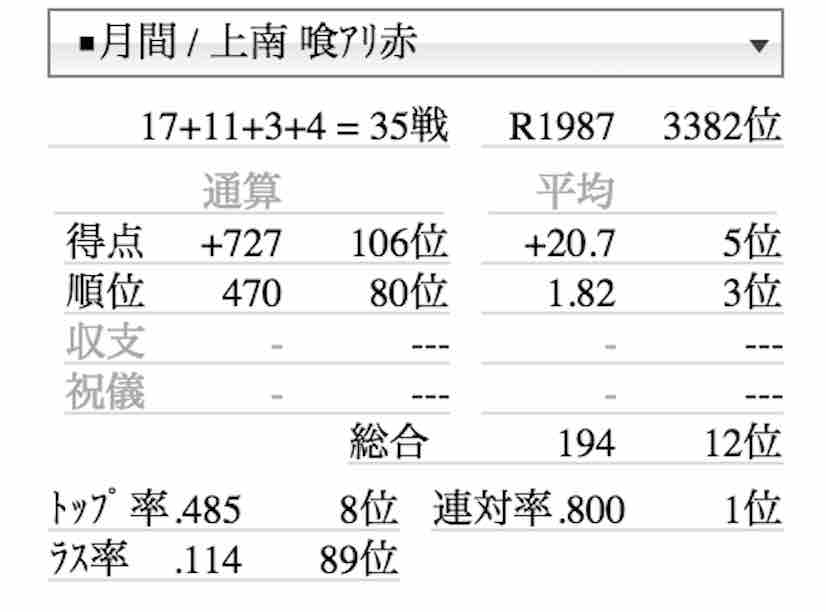 ■月間 / 上南 喰ｱﾘ赤 ▼
17+11+3+4 = 35戦 R1987 3382位
通算 平均
得点 +727 106位 +20.7 5位
順位 470 80位 1.82 3位
収支 - --- - ---
祝儀 - --- - ---
総合 194 12位
ﾄｯﾌﾟ率 .485 8位 連対率 .800 1位
ﾗｽ率 .114 89位